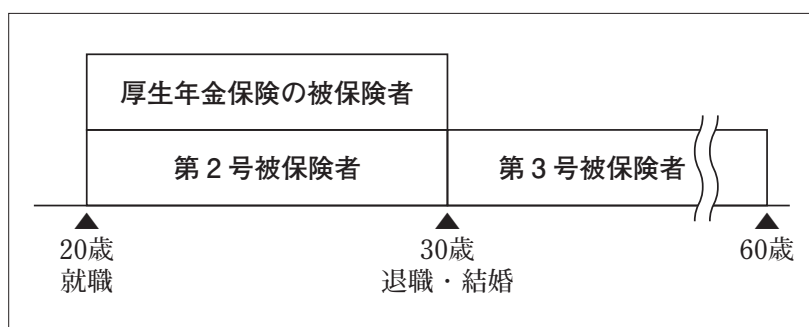 厚生年金保険の被保険者
第2号被保険者
第3号被保険者
20歳
就職
30歳
退職・結婚
60歳